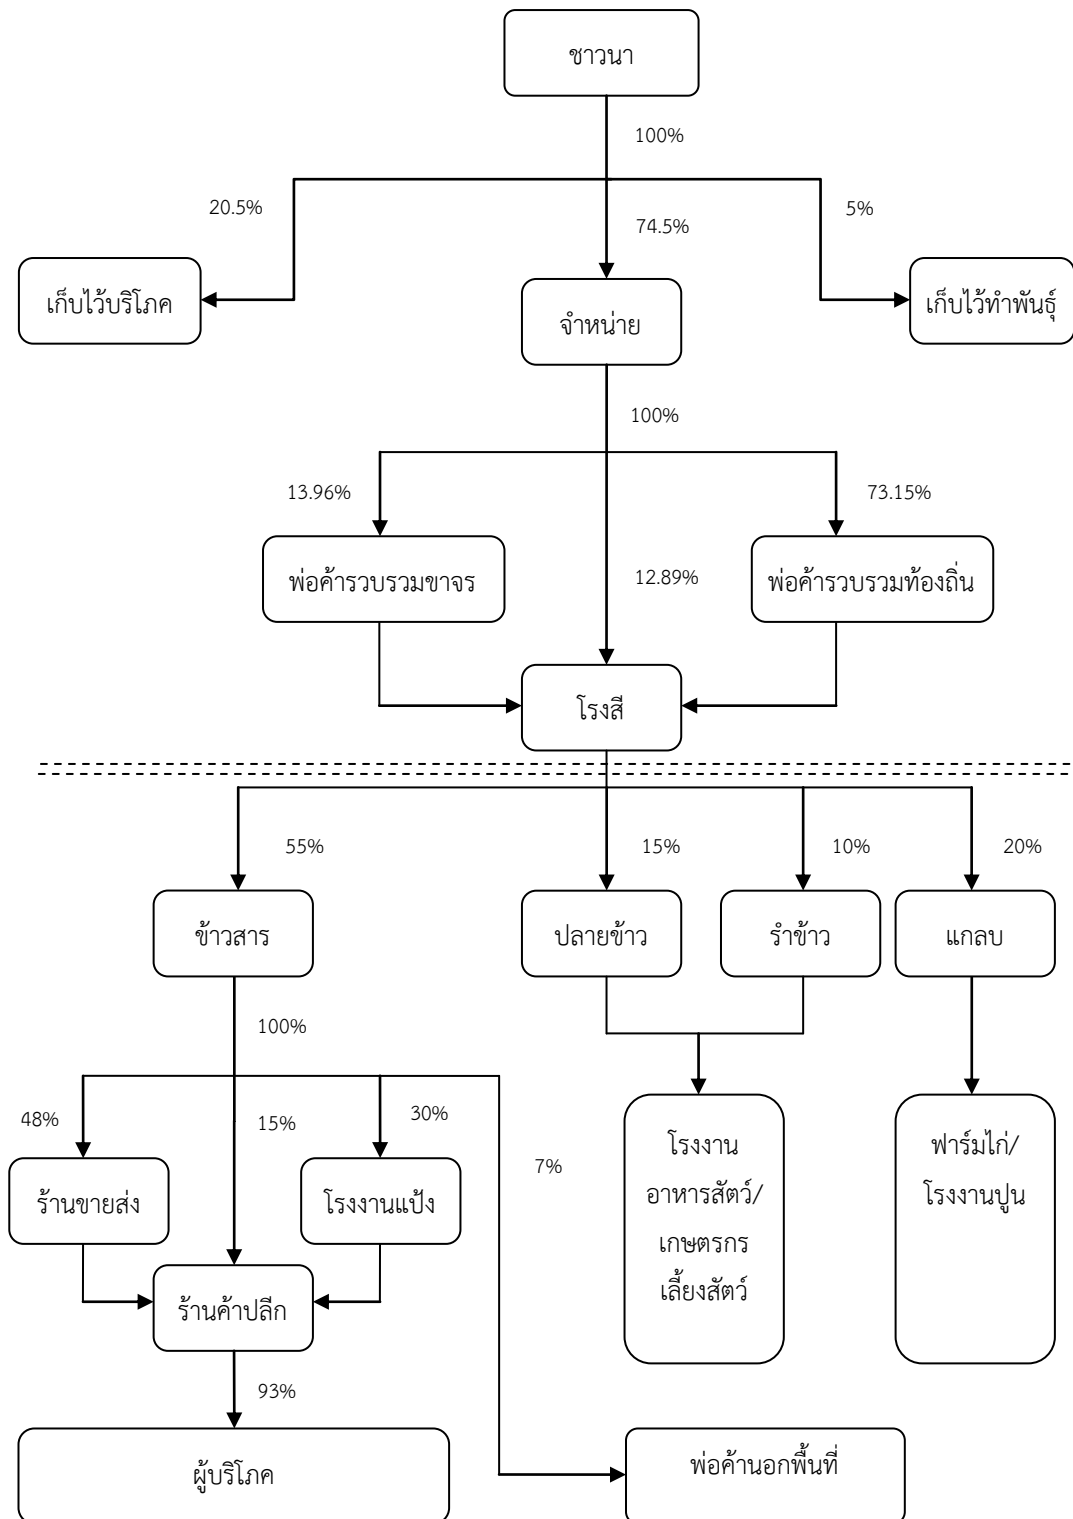 ชาวนา
100%
20.5%
74.5%
5%
เก็บไว้บริโภค
จำหน่าย
เก็บไว้ทำพันธุ์
100%
13.96%
73.15%
พ่อค้ารวบรวมขาจร
12.89%
พ่อค้ารวบรวมท้องถิ่น
โรงสี
55%
15%
10%
20%
ข้าวสาร
ปลายข้าว
รำข้าว
แกลบ
100%
48%
15%
30%
7%
ร้านขายส่ง
โรงงานแป้ง
โรงงาน
อาหารสัตว์/
เกษตรกร
เลี้ยงสัตว์
ฟาร์มไก่/
โรงงานปูน
ร้านค้าปลีก
93%
ผู้บริโภค
พ่อค้านอกพื้นที่